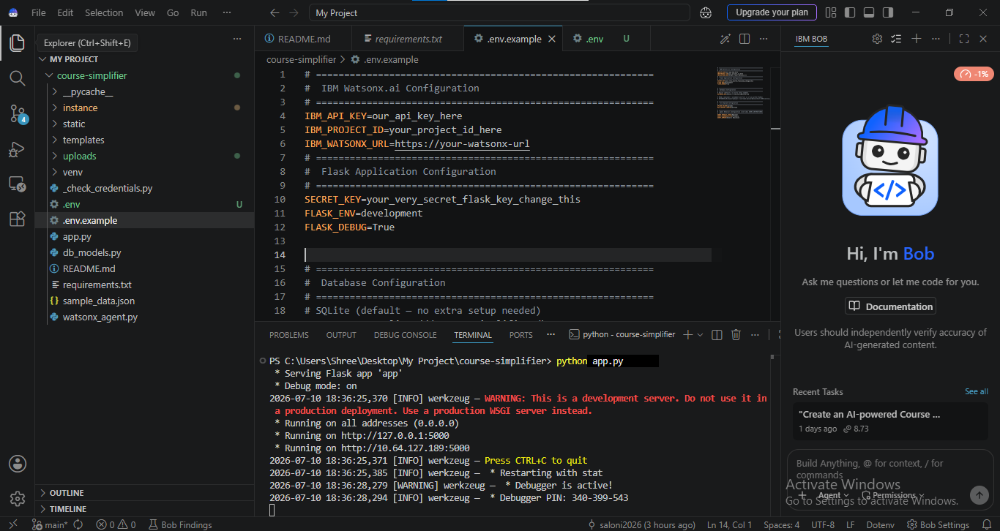 File Edit Selection View Go Run ··· My Project Upgrade your plan
Explorer (Ctrl+Shift+E)
MY PROJECT
course-simplifier
__pycache__
instance
static
templates
uploads
venv
_check_credentials.py
.env U
.env.example
app.py
db_models.py
README.md
requirements.txt
sample_data.json
watsonx_agent.py
OUTLINE
TIMELINE
4
README.md requirements.txt .env.example .env U
course-simplifier > .env.example
1 # ============================================================
2 # IBM Watsonx.ai Configuration
3 # ============================================================
4 IBM_API_KEY=our_api_key_here
5 IBM_PROJECT_ID=your_project_id_here
6 IBM_WATSONX_URL=https://your-watsonx-url
7 # ============================================================
8 # Flask Application Configuration
9 # ============================================================
10 SECRET_KEY=your_very_secret_flask_key_change_this
11 FLASK_ENV=development
12 FLASK_DEBUG=True
13
14
15 # ============================================================
16 # Database Configuration
17 # ============================================================
18 # SQLite (default — no extra setup needed)
PROBLEMS OUTPUT DEBUG CONSOLE TERMINAL PORTS ··· python - course-simplifier
PS C:\Users\Shree\Desktop\My Project\course-simplifier> python app.py
* Serving Flask app 'app'
* Debug mode: on
2026-07-10 18:36:25,370 [INFO] werkzeug — WARNING: This is a development server. Do not use it in
a production deployment. Use a production WSGI server instead.
* Running on all addresses (0.0.0.0)
* Running on http://127.0.0.1:5000
* Running on http://10.64.127.189:5000
2026-07-10 18:36:25,371 [INFO] werkzeug — Press CTRL+C to quit
2026-07-10 18:36:25,385 [INFO] werkzeug — * Restarting with stat
2026-07-10 18:36:28,279 [WARNING] werkzeug — * Debugger is active!
2026-07-10 18:36:28,294 [INFO] werkzeug — * Debugger PIN: 340-399-543
IBM BOB
-1%
</>
Hi, I'm Bob
Ask me questions or let me code for you.
Documentation
Users should independently verify accuracy of
AI-generated content.
Recent Tasks See all
"Create an AI-powered Course ...
1 days ago 8.73
Build Anything, @ for context, / for
commands
Agent Permissions
Activate Windows
Go to Settings to activate Windows.
main* 0 0 Bob Findings saloni2026 (3 hours ago) Ln 14, Col 1 Spaces: 4 UTF-8 LF Dotenv Bob Settings